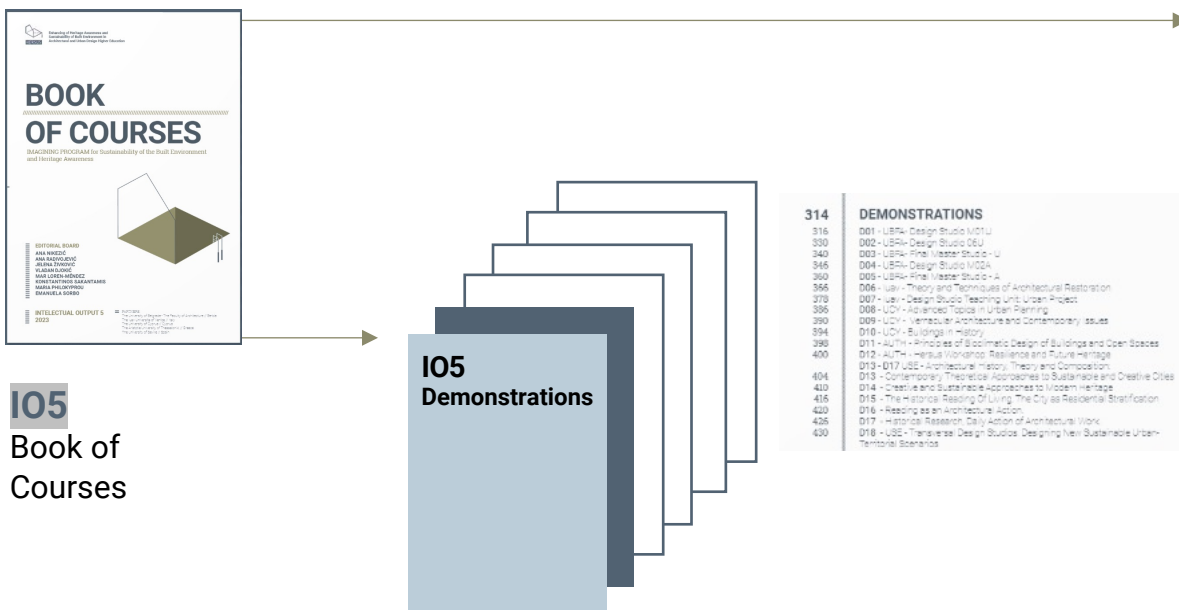 Enhancing of Heritage Awareness and
Sustainability of Built Environment in
Architectural and Urban Design Higher Education
BOOK
OF COURSES
IMAGINING PROGRAM for Sustainability of the Built Environment
and Heritage Awareness
EDITORIAL BOARD
ANA NIKEZIĆ
ANA RADIVOJEVIĆ
JELENA ŽIVKOVIĆ
VLADAN DJOKIĆ
MAR LOREN-MÉNDEZ
KONSTANTINOS SAKANTAMIS
MARIA PHILOKYPROU
EMANUELA SORBO
INTELECTUAL OUTPUT 5
2023
IO5
Book of
Courses
IO5
Demonstrations
314 DEMONSTRATIONS
316 D01 - UBFA- Design Studio M01U
330 D02 - UBFA- Design Studio 06U
340 D03 - UBFA- Final Master Studio - U
346 D04 - UBFA- Design Studio M02A
360 D05 - UBFA- Final Master Studio - A
366 D06 - Iuav - Theory and Techniques of Architectural Restoration
378 D07 - Iuav - Design Studio Teaching Unit: Urban Project
386 D08 - UCY - Advanced Topics in Urban Planning
390 D09 - UCY - Vernacular Architecture and Contemporary Issues
394 D10 - UCY - Buildings in History
398 D11 - AUTH - Principles of Bioclimatic Design of Buildings and Open Spaces
400 D12 - AUTH - Hersus Workshop: Resilience and Future Heritage
D13 - D17 USE - Architectural History, Theory and Composition:
404 D13 - Contemporary Theoretical Approaches to Sustainable and Creative Cities
410 D14 - Creative and Sustainable Approaches to Modern Heritage
416 D15 - The Historical Reading Of Living. The City as Residential Stratification
420 D16 - Reading as an Architectural Action.
426 D17 - Historical Research, Daily Action of Architectural Work
430 D18 - USE - Transversal Design Studios. Designing New Sustainable Urban-
Territorial Scenarios